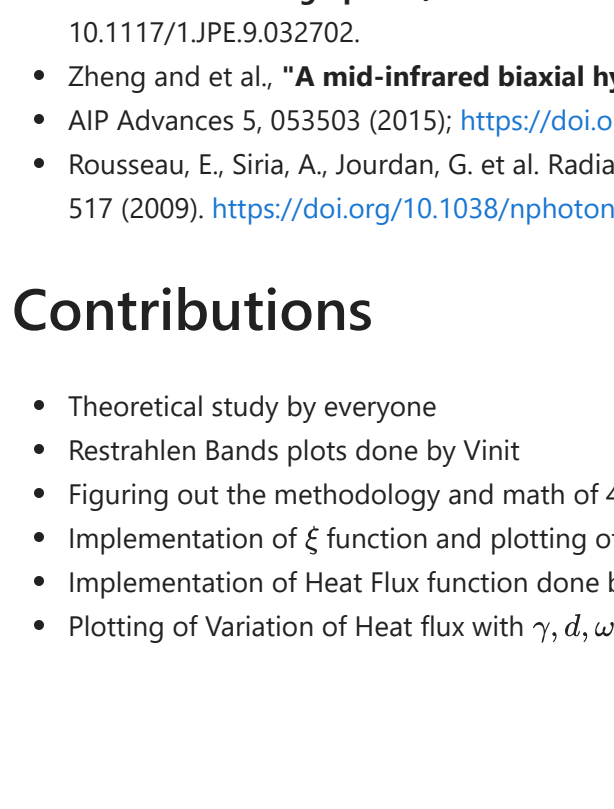 10.1117/1.JPE.9.032702.
• Zheng and et al., "A mid-infrared biaxial
• AIP Advances 5, 053503 (2015); https://doi.o
• Rousseau, E., Siria, A., Jourdan, G. et al. Radia
517 (2009). https://doi.org/10.1038/nphoton
Contributions
• Theoretical study by everyone
• Restrahlen Bands plots done by Vinit
• Figuring out the methodology and math of
• Implementation of ξ function and plotting
• Implementation of Heat Flux function done
• Plotting of Variation of Heat flux with γ, d, ω